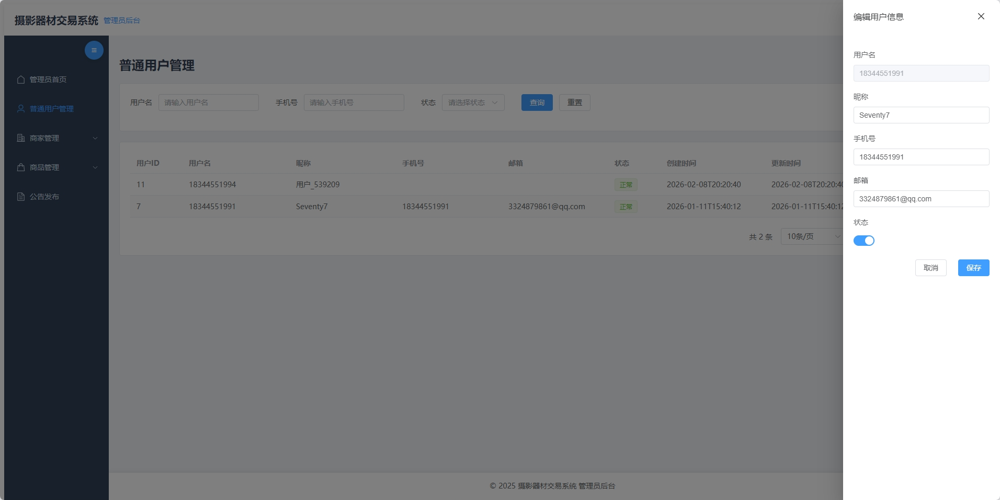 摄影器材交易系统 管理员后台
管理员首页
普通用户管理
商家管理
商品管理
公告发布
普通用户管理
用户名 请输入用户名 手机号 请输入手机号 状态 请选择状态 查询 重置
用户ID 用户名 昵称 手机号 邮箱 状态 创建时间 更新时间
11 18344551994 用户_539209 正常 2026-02-08T20:20:40 2026-02-08T20:20:40
7 18344551991 Seventy7 18344551991 3324879861@qq.com 正常 2026-01-11T15:40:12 2026-01-11T15:40:12
共 2 条 10条/页
© 2025 摄影器材交易系统 管理员后台
编辑用户信息
用户名
18344551991
昵称
Seventy7
手机号
18344551991
邮箱
3324879861@qq.com
状态
取消 保存